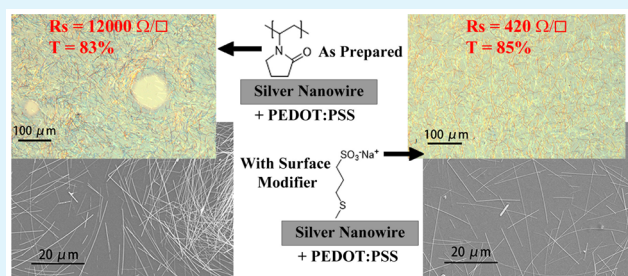 Rs = 12000 Ω/□
T = 83%
100 μm
20 μm
N
O
As Prepared
Silver Nanowire
+ PEDOT:PSS
With Surface
Modifier
SO₃⁻Na⁺
S
Silver Nanowire
+ PEDOT:PSS
Rs = 420 Ω/□
T = 85%
100 μm
20 μm